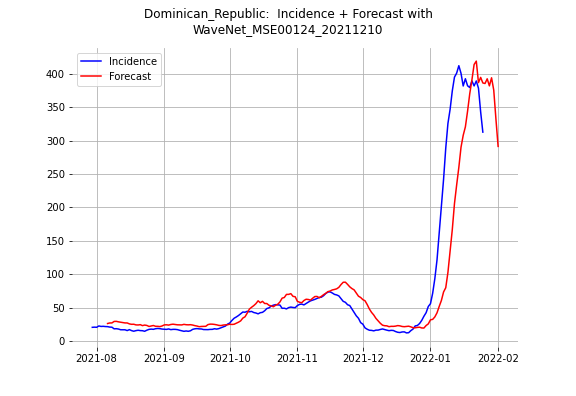 Dominican_Republic:  Incidence + Forecast with
WaveNet_MSE00124_20211210
Incidence
Forecast
400
350
300
250
200
150
100
50
0
2021-08 2021-09 2021-10 2021-11 2021-12 2022-01 2022-02